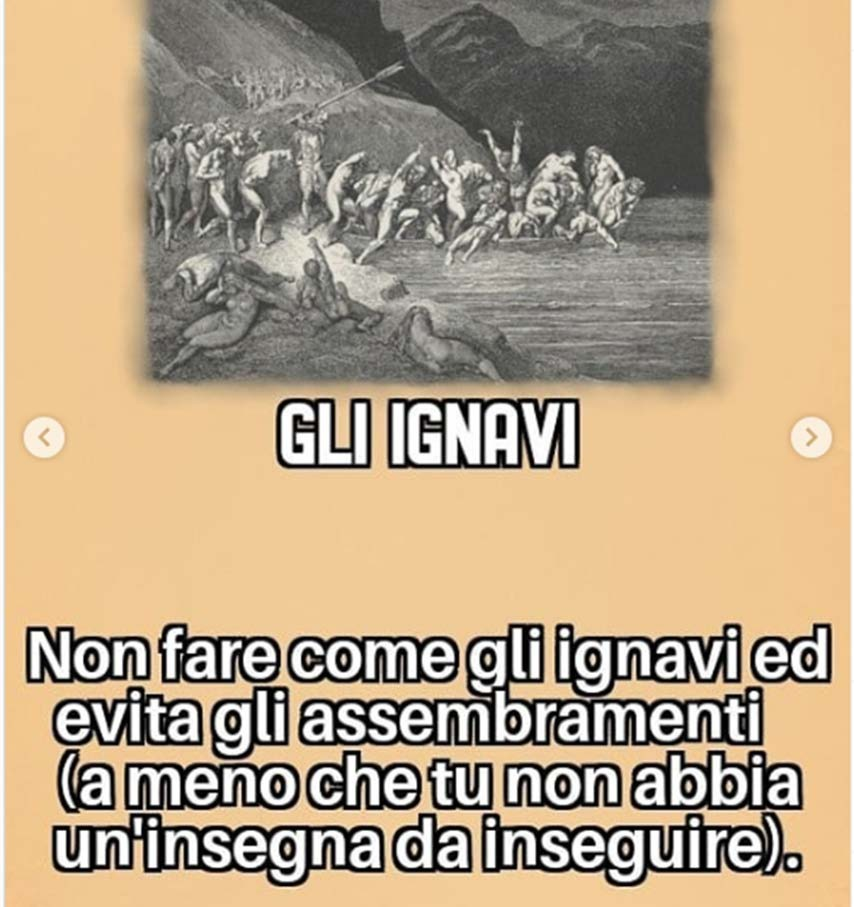 GLI IGNAVI
Non fare come gli ignavi ed
evita gli assembramenti
(a meno che tu non abbia
un'insegna da inseguire).